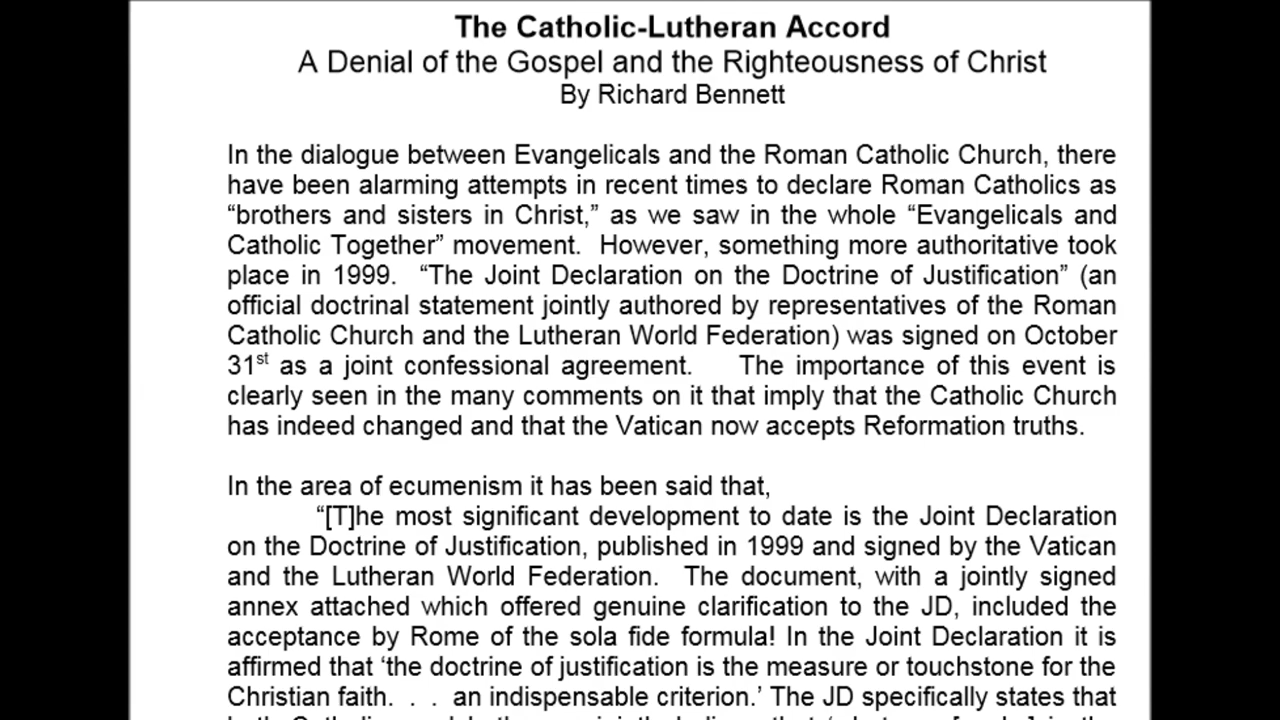 The Catholic-Lutheran Accord
A Denial of the Gospel and the Righteousness of Christ
By Richard Bennett
In the dialogue between Evangelicals and the Roman Catholic Church, there
have been alarming attempts in recent times to declare Roman Catholics as
“brothers and sisters in Christ,” as we saw in the whole “Evangelicals and
Catholic Together” movement.  However, something more authoritative took
place in 1999.  “The Joint Declaration on the Doctrine of Justification” (an
official doctrinal statement jointly authored by representatives of the Roman
Catholic Church and the Lutheran World Federation) was signed on October
31st as a joint confessional agreement.    The importance of this event is
clearly seen in the many comments on it that imply that the Catholic Church
has indeed changed and that the Vatican now accepts Reformation truths.
In the area of ecumenism it has been said that,
“[T]he most significant development to date is the Joint Declaration
on the Doctrine of Justification, published in 1999 and signed by the Vatican
and the Lutheran World Federation.  The document, with a jointly signed
annex attached which offered genuine clarification to the JD, included the
acceptance by Rome of the sola fide formula! In the Joint Declaration it is
affirmed that ‘the doctrine of justification is the measure or touchstone for the
Christian faith. . . . an indispensable criterion.’ The JD specifically states that